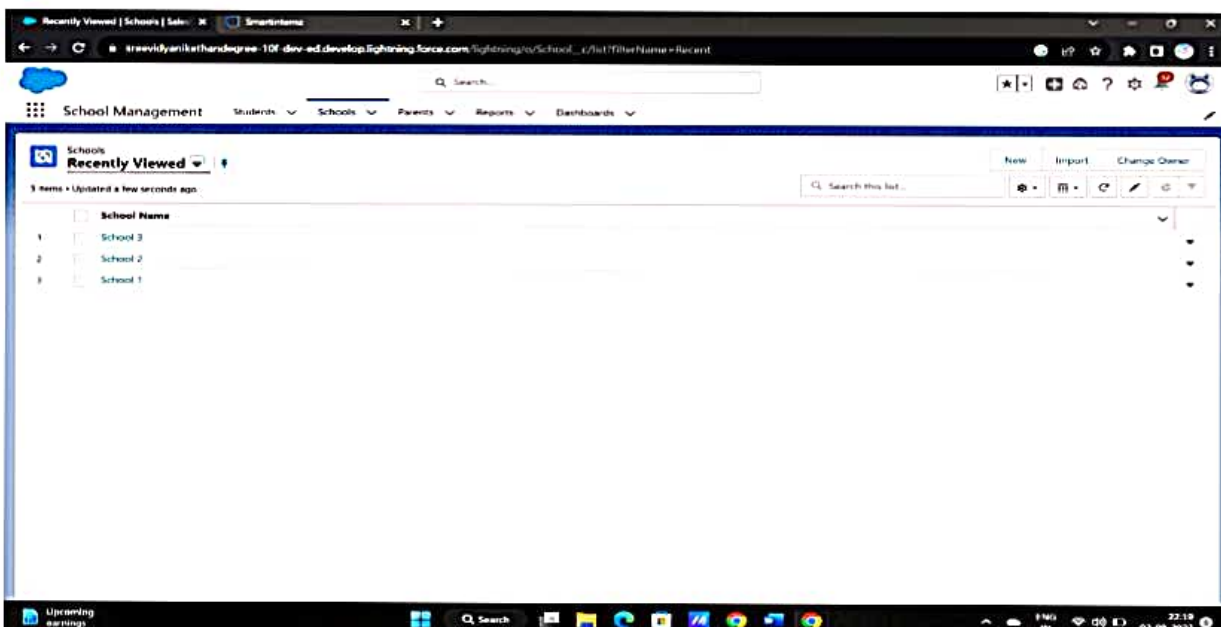 Recently Viewed | Schools | Sale
Smartinternz
sreevidyanikethandegree-10f-dev-ed.develop.lightning.force.com/lightning/o/School__c/list?filterName=Recent
Search...
School Management
Students
Schools
Parents
Reports
Dashboards
Schools
Recently Viewed
New
Import
Change Owner
3 items • Updated a few seconds ago
Search this list...
School Name
1 School 3
2 School 2
3 School 1
Upcoming
earnings
Search
ENG
22:19